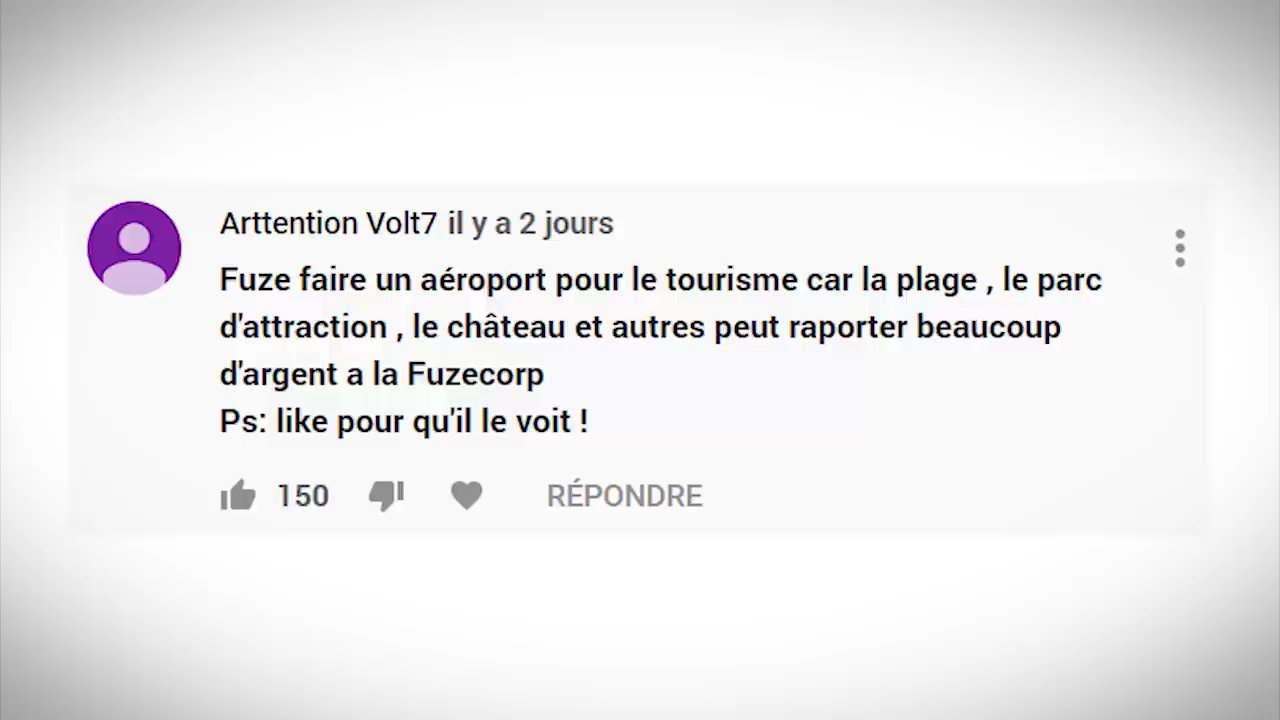 Arttention Volt7 il y a 2 jours
Fuze faire un aéroport pour le tourisme car la plage , le parc
d'attraction , le château et autres peut raporter beaucoup
d'argent a la Fuzecorp
Ps: like pour qu'il le voit !
150 RÉPONDRE